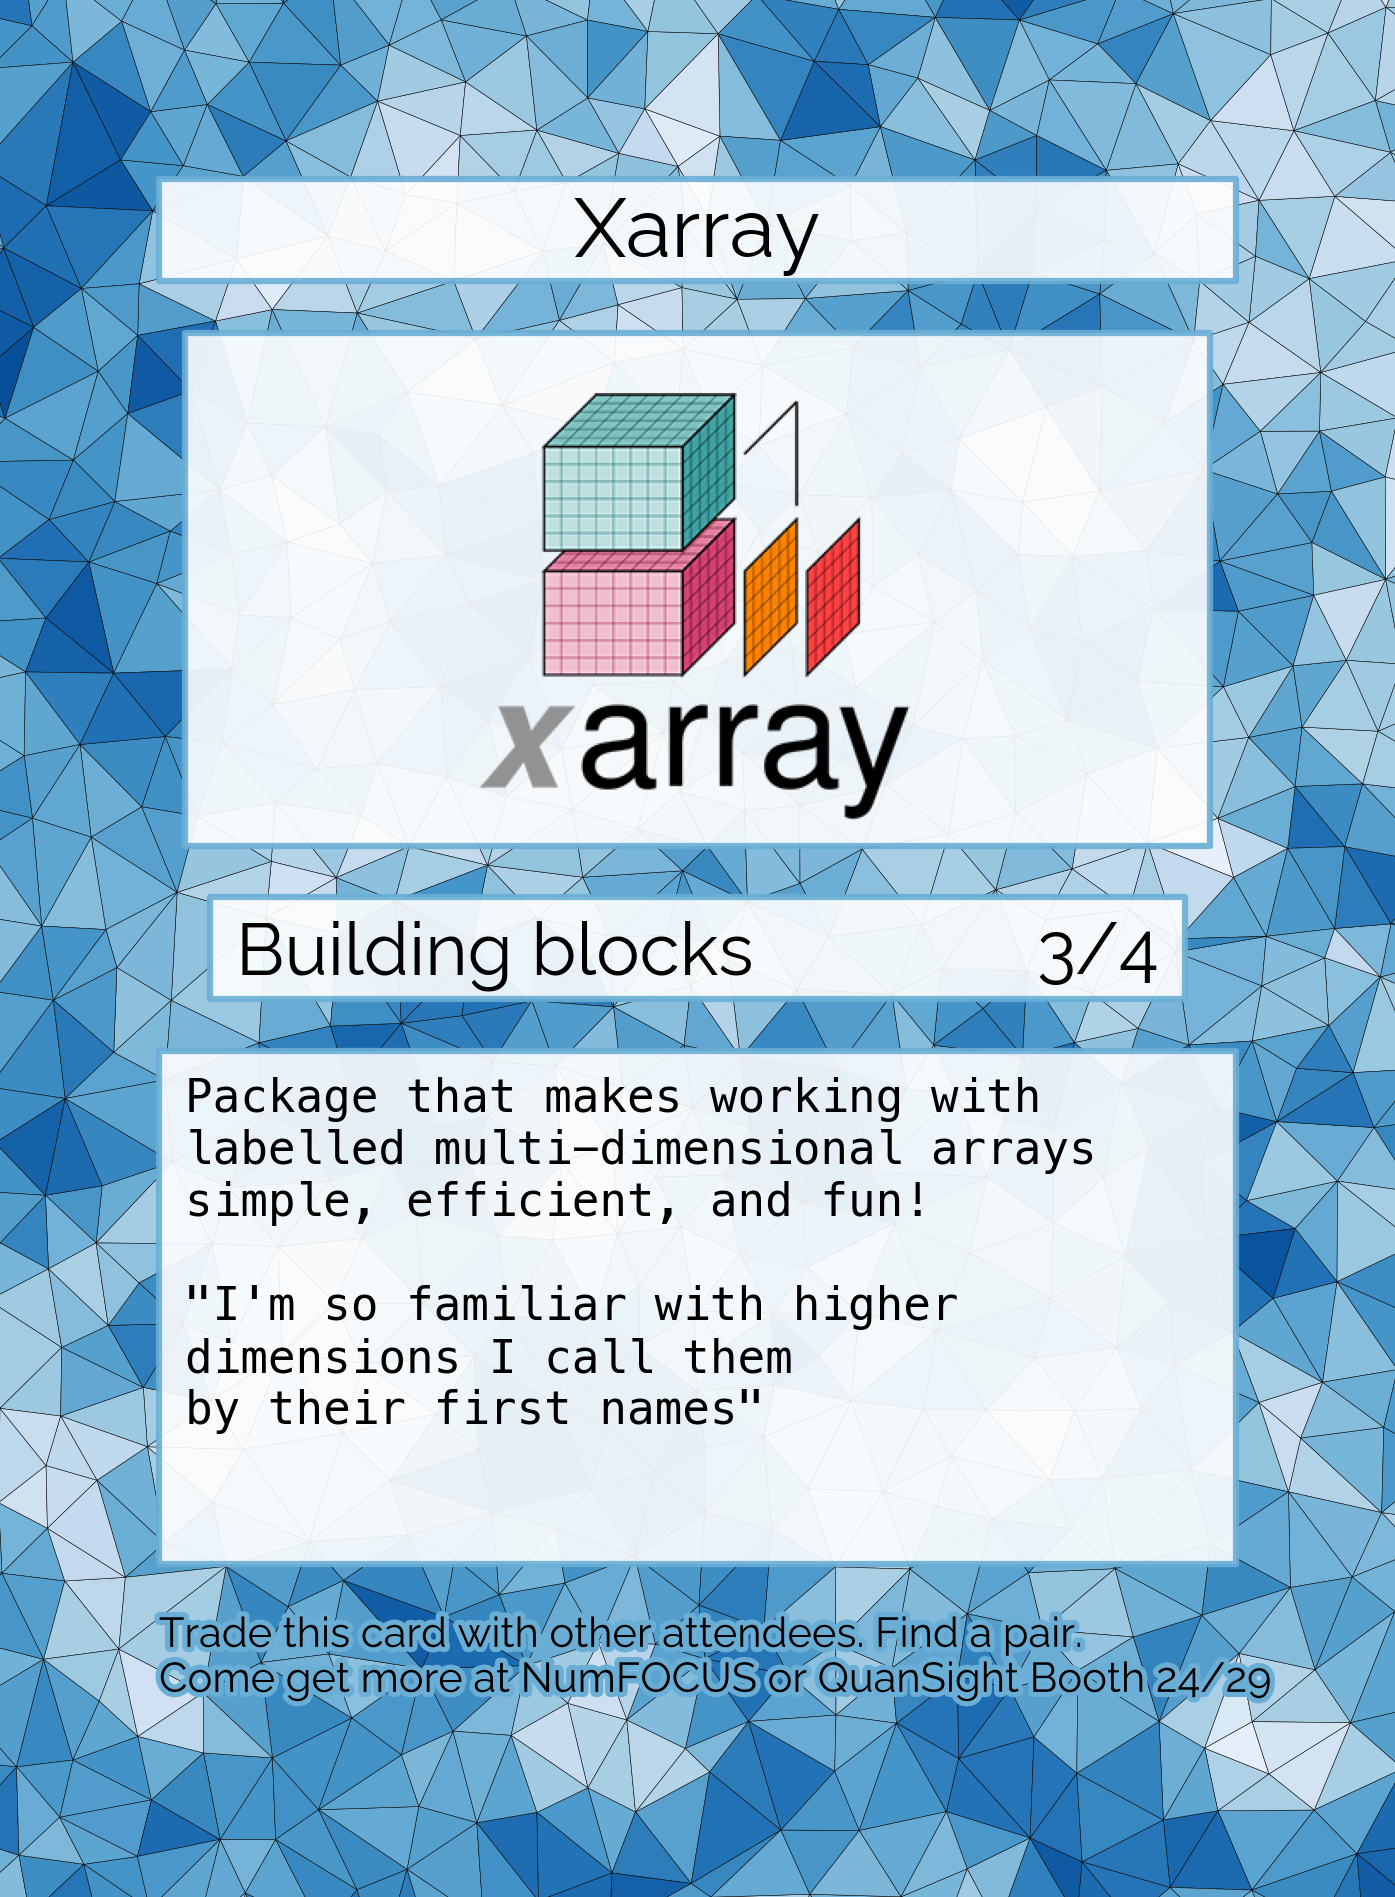 Xarray
xarray
Building blocks 3/4
Package that makes working with
labelled multi-dimensional arrays
simple, efficient, and fun!
"I'm so familiar with higher
dimensions I call them
by their first names"
Trade this card with other attendees. Find a pair.
Come get more at NumFOCUS or QuanSight Booth 24/29